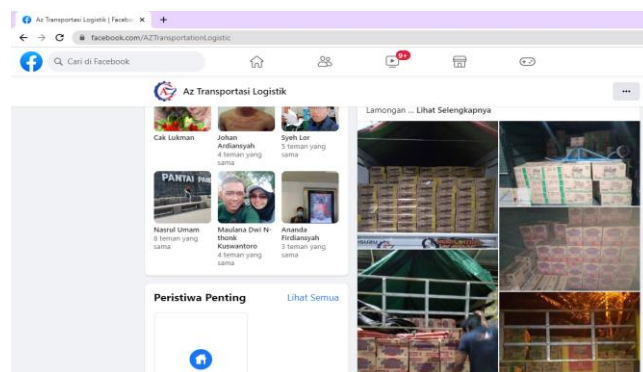 Az Transportasi Logistik | Facebo
facebook.com/AZTransportationLogistic
Cari di Facebook
9+
Az Transportasi Logistik
Lamongan ... Lihat Selengkapnya
Cak Lukman
Johan
Ardiansyah
4 teman yang
sama
Syeh Lor
3 teman yang
sama
PANTAI
Nasrul Umam
8 teman yang
sama
Maulana Dwi N-
thonk
Kuswantoro
4 teman yang
sama
Ananda
Firdiansyah
3 teman yang
sama
Peristiwa Penting
Lihat Semua